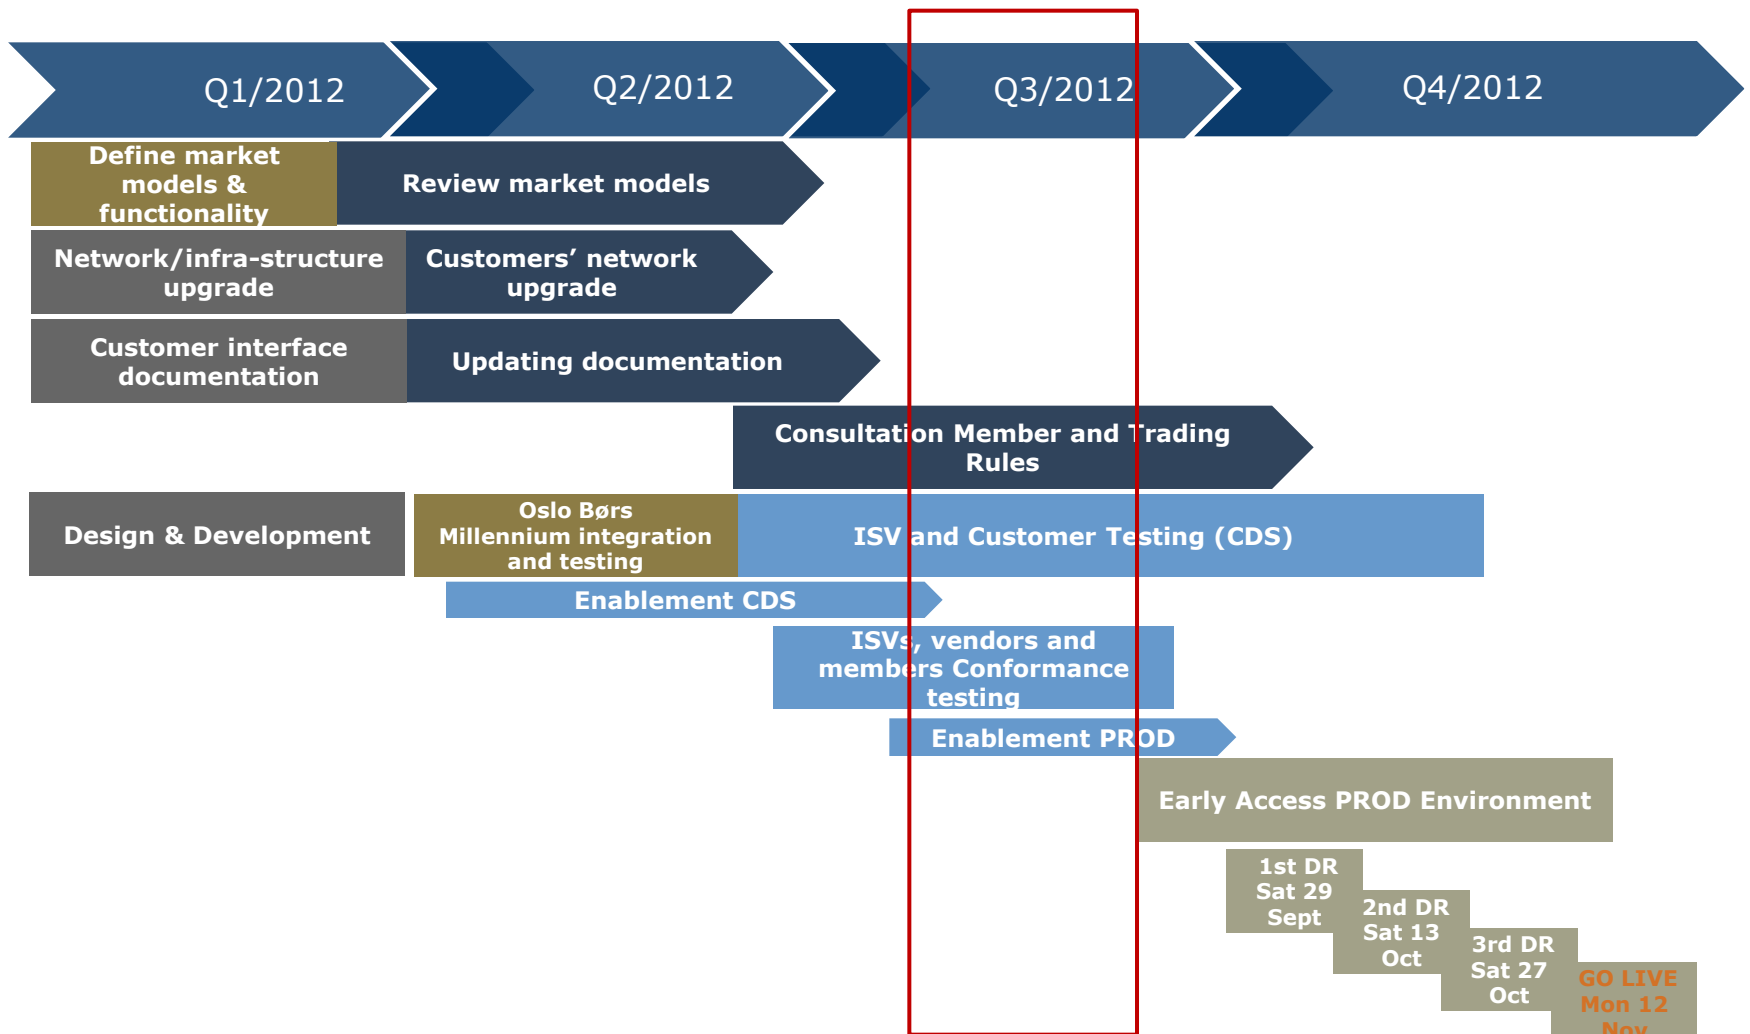 Q1/2012
Q2/2012
Q3/2012
Q4/2012
Define market
models &
functionality
Review market models
Network/infra-structure
upgrade
Customers’ network
upgrade
Customer interface
documentation
Updating documentation
Consultation Member and Trading
Rules
Design & Development
Oslo Børs
Millennium integration
and testing
ISV and Customer Testing (CDS)
Enablement CDS
ISVs, vendors and
members Conformance
testing
Enablement PROD
Early Access PROD Environment
1st DR
Sat 29
Sept
2nd DR
Sat 13
Oct
3rd DR
Sat 27
Oct
GO LIVE
Mon 12
Nov